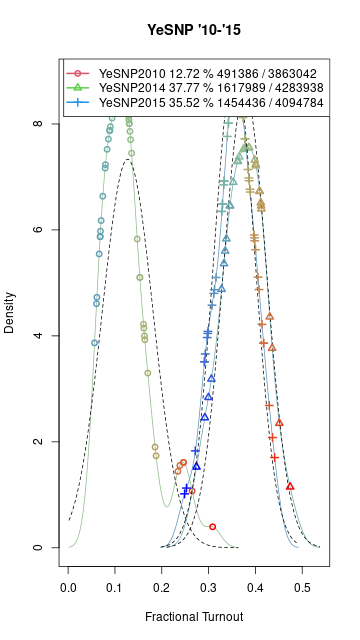 YeSNP '10-'15
YeSNP2010 12.72 % 491386 / 3863042
YeSNP2014 37.77 % 1617989 / 4283938
YeSNP2015 35.52 % 1454436 / 4094784
8
6
4
2
0
Density
0.0 0.1 0.2 0.3 0.4 0.5
Fractional Turnout